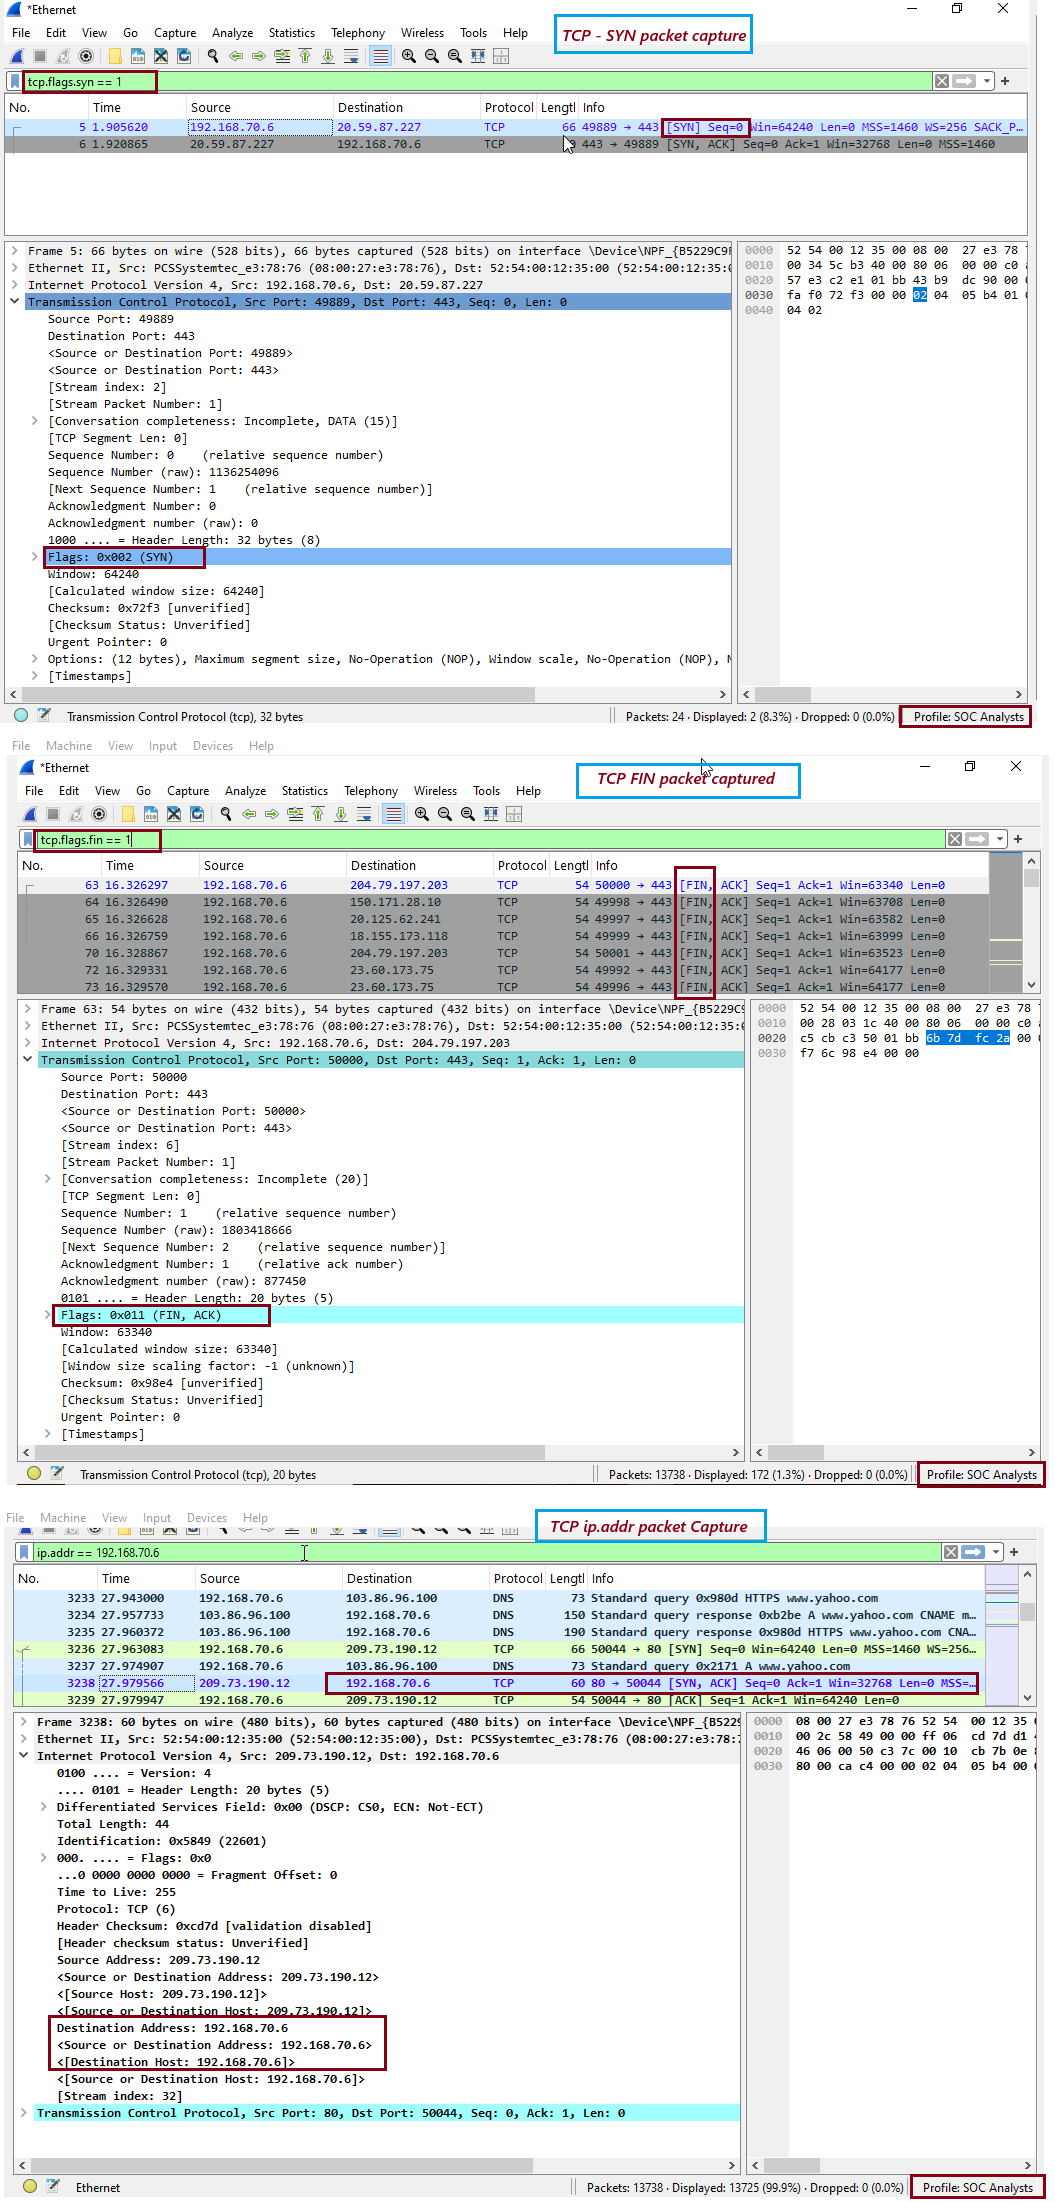 *Ethernet
TCP - SYN packet capture
File Edit View Go Capture Analyze Statistics Telephony Wireless Tools Help
tcp.flags.syn == 1
No. Time Source Destination Protocol Lengtl Info
5 1.905620 192.168.70.6 20.59.87.227 TCP 66 49889 → 443 [SYN] Seq=0 Win=64240 Len=0 MSS=1460 WS=256 SACK_P…
6 1.920865 20.59.87.227 192.168.70.6 TCP 443 → 49889 [SYN, ACK] Seq=0 Ack=1 Win=32768 Len=0 MSS=1460
Frame 5: 66 bytes on wire (528 bits), 66 bytes captured (528 bits) on interface \Device\NPF_{B5229C9F
Ethernet II, Src: PCSSystemtec_e3:78:76 (08:00:27:e3:78:76), Dst: 52:54:00:12:35:00 (52:54:00:12:35:0
Internet Protocol Version 4, Src: 192.168.70.6, Dst: 20.59.87.227
Transmission Control Protocol, Src Port: 49889, Dst Port: 443, Seq: 0, Len: 0
Source Port: 49889
Destination Port: 443
<Source or Destination Port: 49889>
<Source or Destination Port: 443>
[Stream index: 2]
[Stream Packet Number: 1]
[Conversation completeness: Incomplete, DATA (15)]
[TCP Segment Len: 0]
Sequence Number: 0 (relative sequence number)
Sequence Number (raw): 1136254096
[Next Sequence Number: 1 (relative sequence number)]
Acknowledgment Number: 0
Acknowledgment number (raw): 0
1000 .... = Header Length: 32 bytes (8)
Flags: 0x002 (SYN)
Window: 64240
[Calculated window size: 64240]
Checksum: 0x72f3 [unverified]
[Checksum Status: Unverified]
Urgent Pointer: 0
Options: (12 bytes), Maximum segment size, No-Operation (NOP), Window scale, No-Operation (NOP), N
[Timestamps]
0000 52 54 00 12 35 00 08 00 27 e3 78
0010 00 34 5c b3 40 00 80 06 00 00 c0
0020 57 e3 c2 e1 01 bb 43 b9 dc 90 00
0030 fa f0 72 f3 00 00 02 04 05 b4 01
0040 04 02
Transmission Control Protocol (tcp), 32 bytes
Packets: 24 · Displayed: 2 (8.3%) · Dropped: 0 (0.0%)
Profile: SOC Analysts
File Machine View Input Devices Help
*Ethernet
TCP FIN packet captured
File Edit View Go Capture Analyze Statistics Telephony Wireless Tools Help
tcp.flags.fin == 1
No. Time Source Destination Protocol Lengtl Info
63 16.326297 192.168.70.6 204.79.197.203 TCP 54 50000 → 443 [FIN, ACK] Seq=1 Ack=1 Win=63340 Len=0
64 16.326490 192.168.70.6 150.171.28.10 TCP 54 49998 → 443 [FIN, ACK] Seq=1 Ack=1 Win=63708 Len=0
65 16.326628 192.168.70.6 20.125.62.241 TCP 54 49997 → 443 [FIN, ACK] Seq=1 Ack=1 Win=63582 Len=0
66 16.326759 192.168.70.6 18.155.173.118 TCP 54 49999 → 443 [FIN, ACK] Seq=1 Ack=1 Win=63999 Len=0
70 16.328867 192.168.70.6 204.79.197.203 TCP 54 50001 → 443 [FIN, ACK] Seq=1 Ack=1 Win=63523 Len=0
72 16.329331 192.168.70.6 23.60.173.75 TCP 54 49992 → 443 [FIN, ACK] Seq=1 Ack=1 Win=64177 Len=0
73 16.329570 192.168.70.6 23.60.173.75 TCP 54 49996 → 443 [FIN, ACK] Seq=1 Ack=1 Win=64177 Len=0
Frame 63: 54 bytes on wire (432 bits), 54 bytes captured (432 bits) on interface \Device\NPF_{B5229C9
Ethernet II, Src: PCSSystemtec_e3:78:76 (08:00:27:e3:78:76), Dst: 52:54:00:12:35:00 (52:54:00:12:35:0
Internet Protocol Version 4, Src: 192.168.70.6, Dst: 204.79.197.203
Transmission Control Protocol, Src Port: 50000, Dst Port: 443, Seq: 1, Ack: 1, Len: 0
Source Port: 50000
Destination Port: 443
<Source or Destination Port: 50000>
<Source or Destination Port: 443>
[Stream index: 6]
[Stream Packet Number: 1]
[Conversation completeness: Incomplete (20)]
[TCP Segment Len: 0]
Sequence Number: 1 (relative sequence number)
Sequence Number (raw): 1803418666
[Next Sequence Number: 2 (relative sequence number)]
Acknowledgment Number: 1 (relative ack number)
Acknowledgment number (raw): 877450
0101 .... = Header Length: 20 bytes (5)
Flags: 0x011 (FIN, ACK)
Window: 63340
[Calculated window size: 63340]
[Window size scaling factor: -1 (unknown)]
Checksum: 0x98e4 [unverified]
[Checksum Status: Unverified]
Urgent Pointer: 0
[Timestamps]
0000 52 54 00 12 35 00 08 00 27 e3 78
0010 00 28 03 1c 40 00 80 06 00 00 c0
0020 c5 cb c3 50 01 bb 6b 7d fc 2a 00
0030 f7 6c 98 e4 00 00
Transmission Control Protocol (tcp), 20 bytes
Packets: 13738 · Displayed: 172 (1.3%) · Dropped: 0 (0.0%)
Profile: SOC Analysts
File Machine View Input Devices Help
TCP ip.addr packet Capture
ip.addr == 192.168.70.6
No. Time Source Destination Protocol Lengtl Info
3233 27.943000 192.168.70.6 103.86.96.100 DNS 73 Standard query 0x980d HTTPS www.yahoo.com
3234 27.957733 103.86.96.100 192.168.70.6 DNS 150 Standard query response 0xb2be A www.yahoo.com CNAME m…
3235 27.960372 103.86.96.100 192.168.70.6 DNS 190 Standard query response 0x980d HTTPS www.yahoo.com CNA…
3236 27.963083 192.168.70.6 209.73.190.12 TCP 66 50044 → 80 [SYN] Seq=0 Win=64240 Len=0 MSS=1460 WS=256…
3237 27.974907 192.168.70.6 103.86.96.100 DNS 73 Standard query 0x2171 A www.yahoo.com
3238 27.979566 209.73.190.12 192.168.70.6 TCP 60 80 → 50044 [SYN, ACK] Seq=0 Ack=1 Win=32768 Len=0 MSS=…
3239 27.979947 192.168.70.6 209.73.190.12 TCP 54 50044 → 80 [ACK] Seq=1 Ack=1 Win=64240 Len=0
Frame 3238: 60 bytes on wire (480 bits), 60 bytes captured (480 bits) on interface \Device\NPF_{B5229
Ethernet II, Src: 52:54:00:12:35:00 (52:54:00:12:35:00), Dst: PCSSystemtec_e3:78:76 (08:00:27:e3:78:7
Internet Protocol Version 4, Src: 209.73.190.12, Dst: 192.168.70.6
0100 .... = Version: 4
.... 0101 = Header Length: 20 bytes (5)
Differentiated Services Field: 0x00 (DSCP: CS0, ECN: Not-ECT)
Total Length: 44
Identification: 0x5849 (22601)
000. .... = Flags: 0x0
...0 0000 0000 0000 = Fragment Offset: 0
Time to Live: 255
Protocol: TCP (6)
Header Checksum: 0xcd7d [validation disabled]
[Header checksum status: Unverified]
Source Address: 209.73.190.12
<Source or Destination Address: 209.73.190.12>
<[Source Host: 209.73.190.12]>
<[Source or Destination Host: 209.73.190.12]>
Destination Address: 192.168.70.6
<Source or Destination Address: 192.168.70.6>
<[Destination Host: 192.168.70.6]>
<[Source or Destination Host: 192.168.70.6]>
[Stream index: 32]
Transmission Control Protocol, Src Port: 80, Dst Port: 50044, Seq: 0, Ack: 1, Len: 0
0000 08 00 27 e3 78 76 52 54 00 12 35
0010 00 2c 58 49 00 00 ff 06 cd 7d d1
0020 46 06 00 50 c3 7c 00 10 cb 7b 0e
0030 80 00 ca c4 00 00 02 04 05 b4 00
Ethernet
Packets: 13738 · Displayed: 13725 (99.9%) · Dropped: 0 (0.0%)
Profile: SOC Analysts